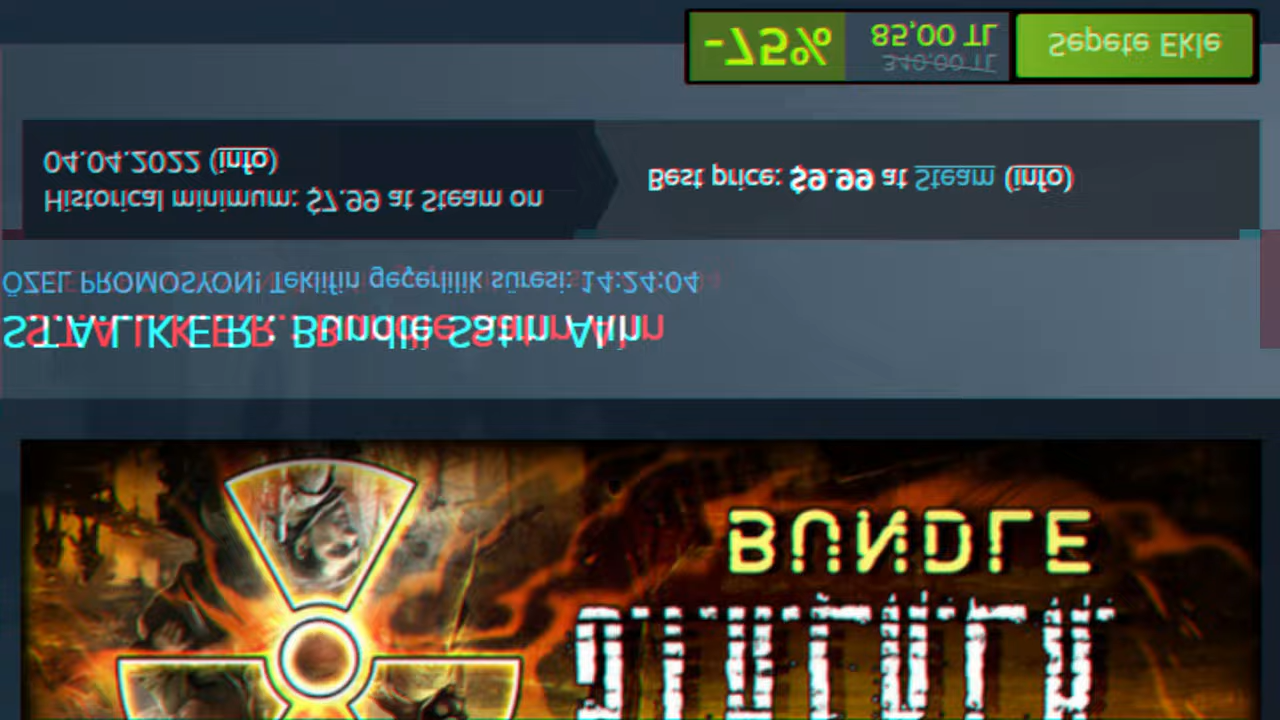 S.T.A.L.K.E.R.
BUNDLE
S.T.A.L.K.E.R.: Bundle Satın Alın
ÖZEL PROMOSYON! Teklifin geçerlilik süresi: 14:24:04
Historical minimum: $7.99 at Steam on
04.04.2022 (info)
Best price: $9.99 at Steam (info)
-75%
340,00 TL
85,00 TL
Sepete Ekle